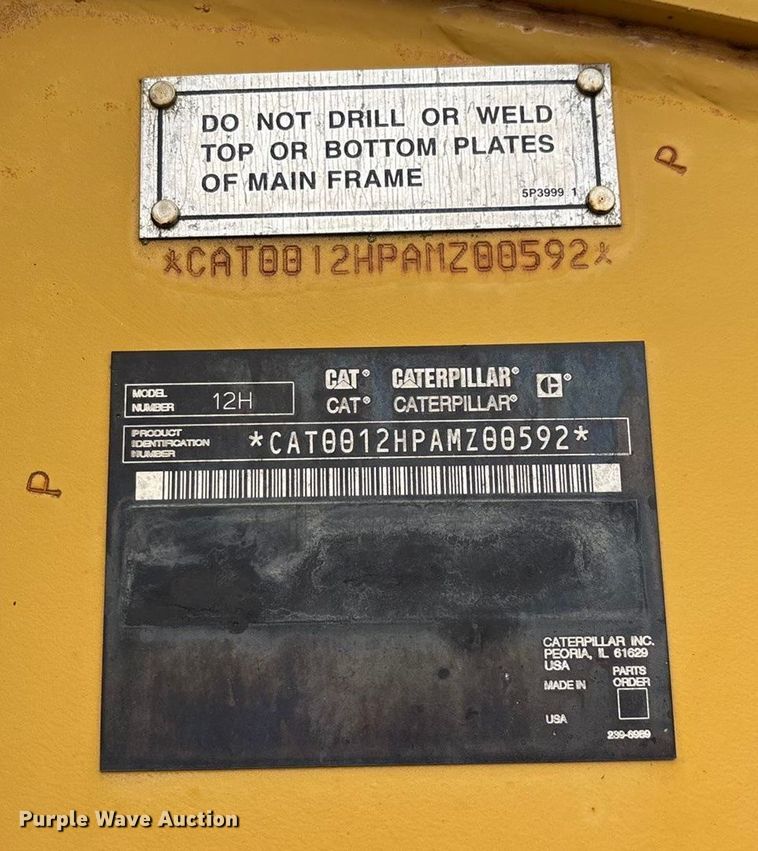 DO NOT DRILL OR WELD
TOP OR BOTTOM PLATES
OF MAIN FRAME
5P3999 1
P
*CAT0012HPAMZ00592*
MODEL NUMBER 12H
CAT® CATERPILLAR® C®
CAT® CATERPILLAR®
PRODUCT IDENTIFICATION NUMBER *CAT0012HPAMZ00592*
P
CATERPILLAR INC.
PEORIA, IL 61629
USA
MADE IN
USA
PARTS
ORDER
239-6969
Purple Wave Auction